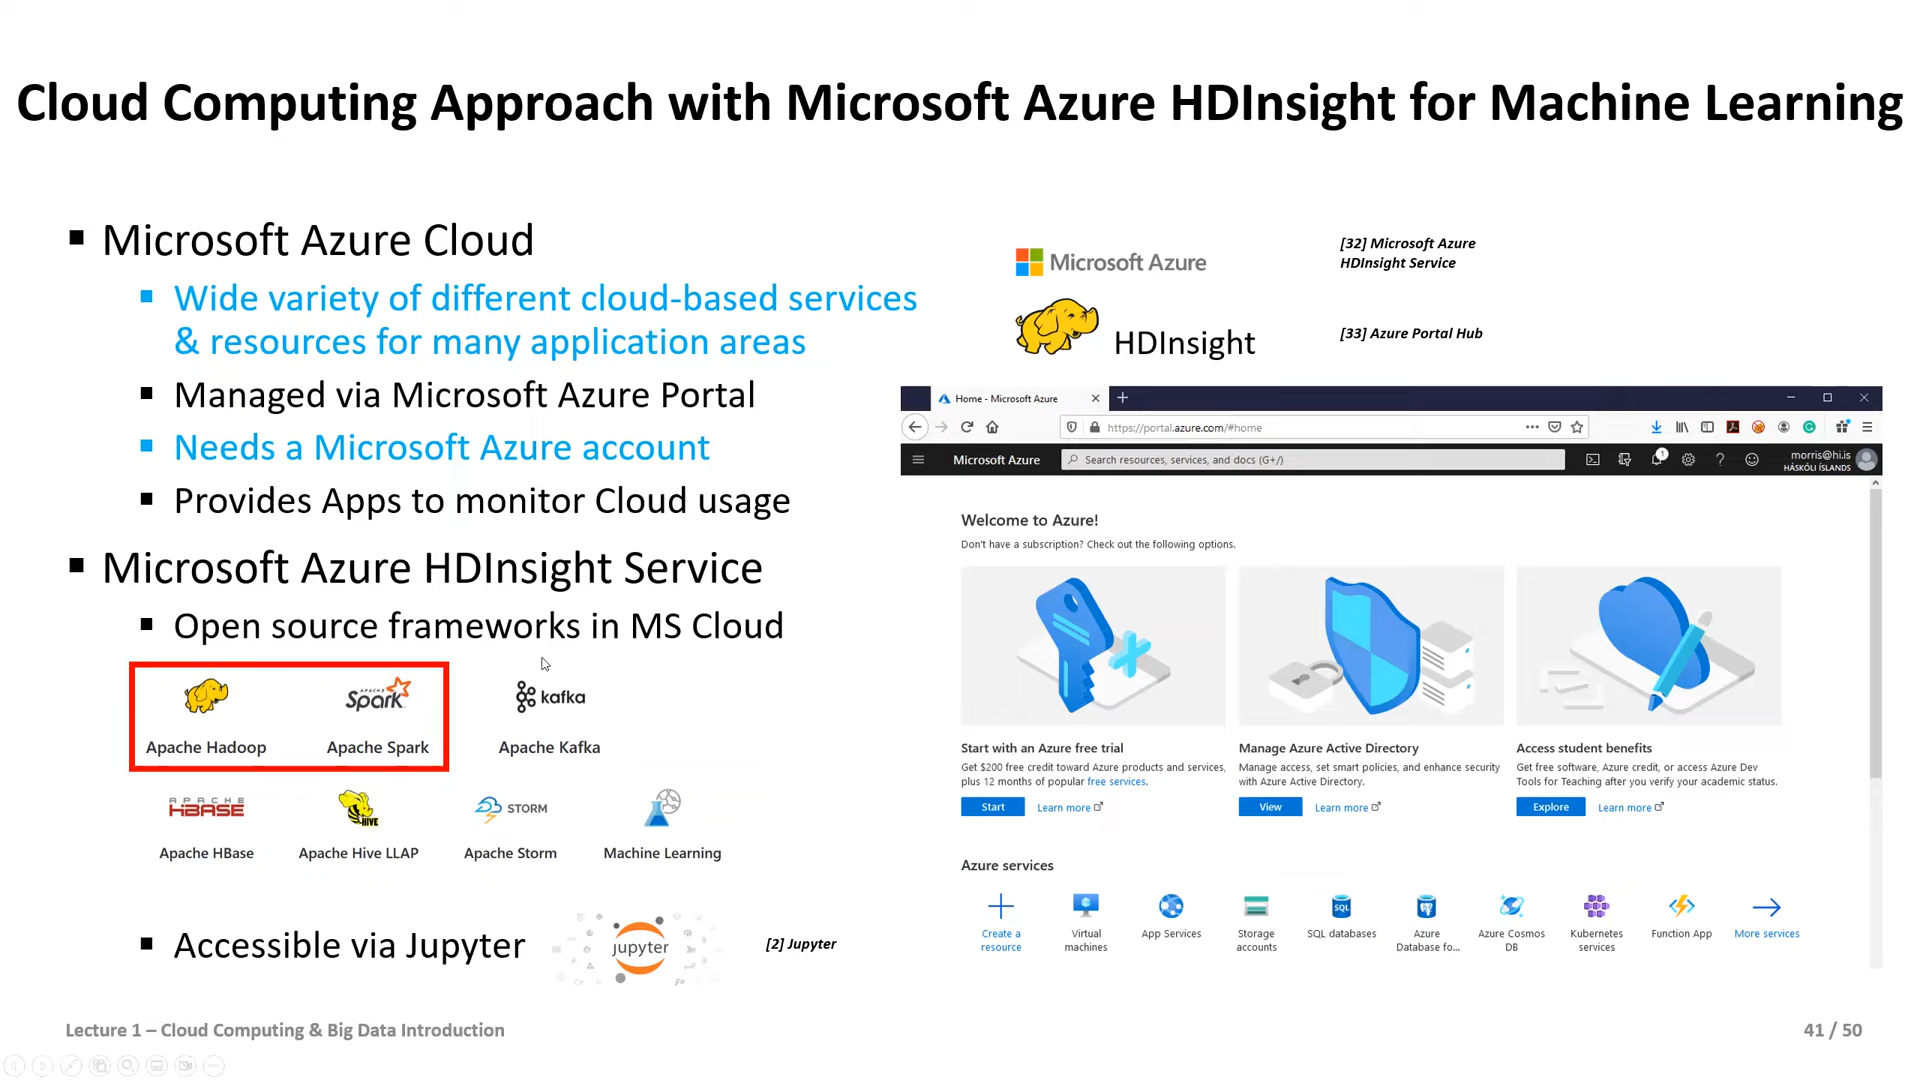 Cloud Computing Approach with Microsoft Azure HDInsight for Machine Learning
Microsoft Azure Cloud
Wide variety of different cloud-based services
& resources for many application areas
Managed via Microsoft Azure Portal
Needs a Microsoft Azure account
Provides Apps to monitor Cloud usage
Microsoft Azure HDInsight Service
Open source frameworks in MS Cloud
APACHE
Spark
kafka
Apache Hadoop
Apache Spark
Apache Kafka
APACHE
HBASE
HIVE
STORM
Apache HBase
Apache Hive LLAP
Apache Storm
Machine Learning
Accessible via Jupyter
jupyter
[2] Jupyter
Microsoft Azure
[32] Microsoft Azure
HDInsight Service
HDInsight
[33] Azure Portal Hub
Home - Microsoft Azure
https://portal.azure.com/#home
Microsoft Azure
Search resources, services, and docs (G+/)
1
morris@hi.is
HÁSKÓLI ÍSLANDS
Welcome to Azure!
Don't have a subscription? Check out the following options.
Start with an Azure free trial
Get $200 free credit toward Azure products and services,
plus 12 months of popular free services.
Start
Learn more
Manage Azure Active Directory
Manage access, set smart policies, and enhance security
with Azure Active Directory.
View
Learn more
Access student benefits
Get free software, Azure credit, or access Azure Dev
Tools for Teaching after you verify your academic status.
Explore
Learn more
Azure services
Create a
resource
Virtual
machines
App Services
Storage
accounts
SQL
SQL databases
Azure
Database fo...
Azure Cosmos
DB
Kubernetes
services
Function App
More services
Lecture 1 – Cloud Computing & Big Data Introduction
41 / 50